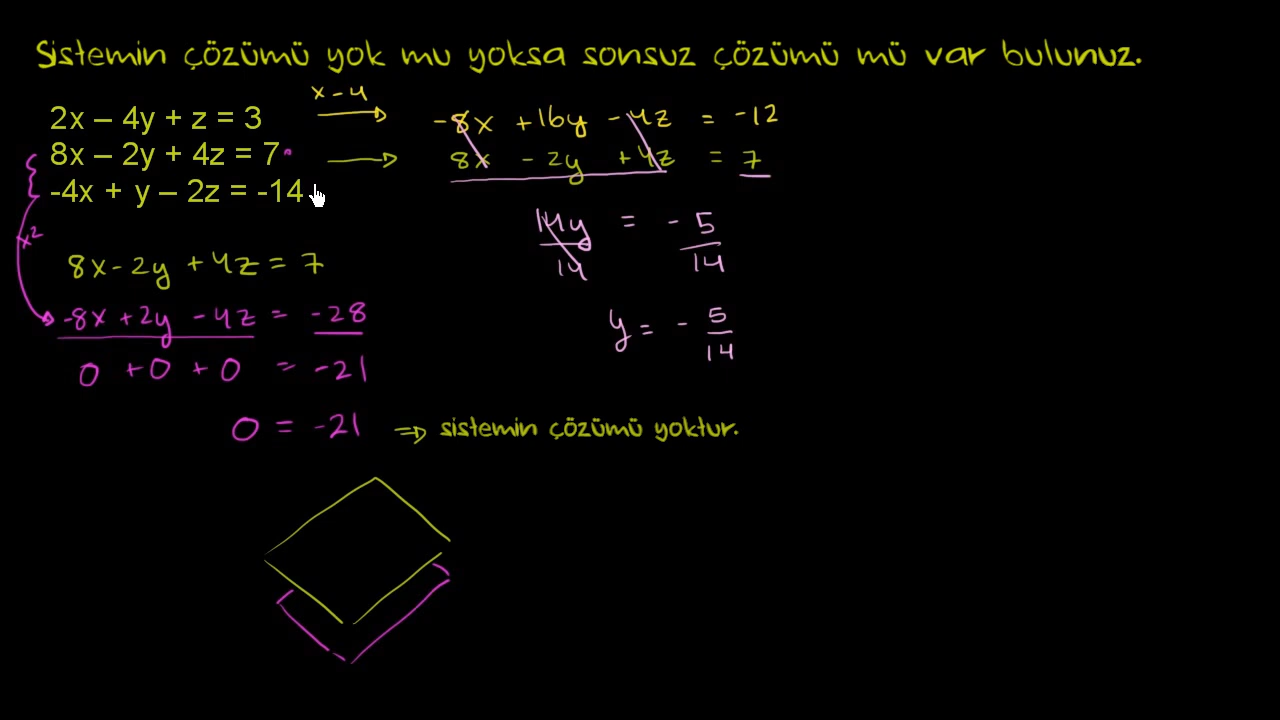 Sistemin çözümü yok mu yoksa sonsuz çözümü mü var bulunuz.
2x – 4y + z = 3
8x – 2y + 4z = 7
-4x + y – 2z = -14
x - 4
-8x + 16y - 4z = -12
8x - 2y + 4z = 7
14y = - 5
14 14
y = - 5
14
x2
8x - 2y + 4z = 7
-8x + 2y - 4z = -28
0 + 0 + 0 = -21
0 = -21 ⇒ sistemin çözümü yoktur.